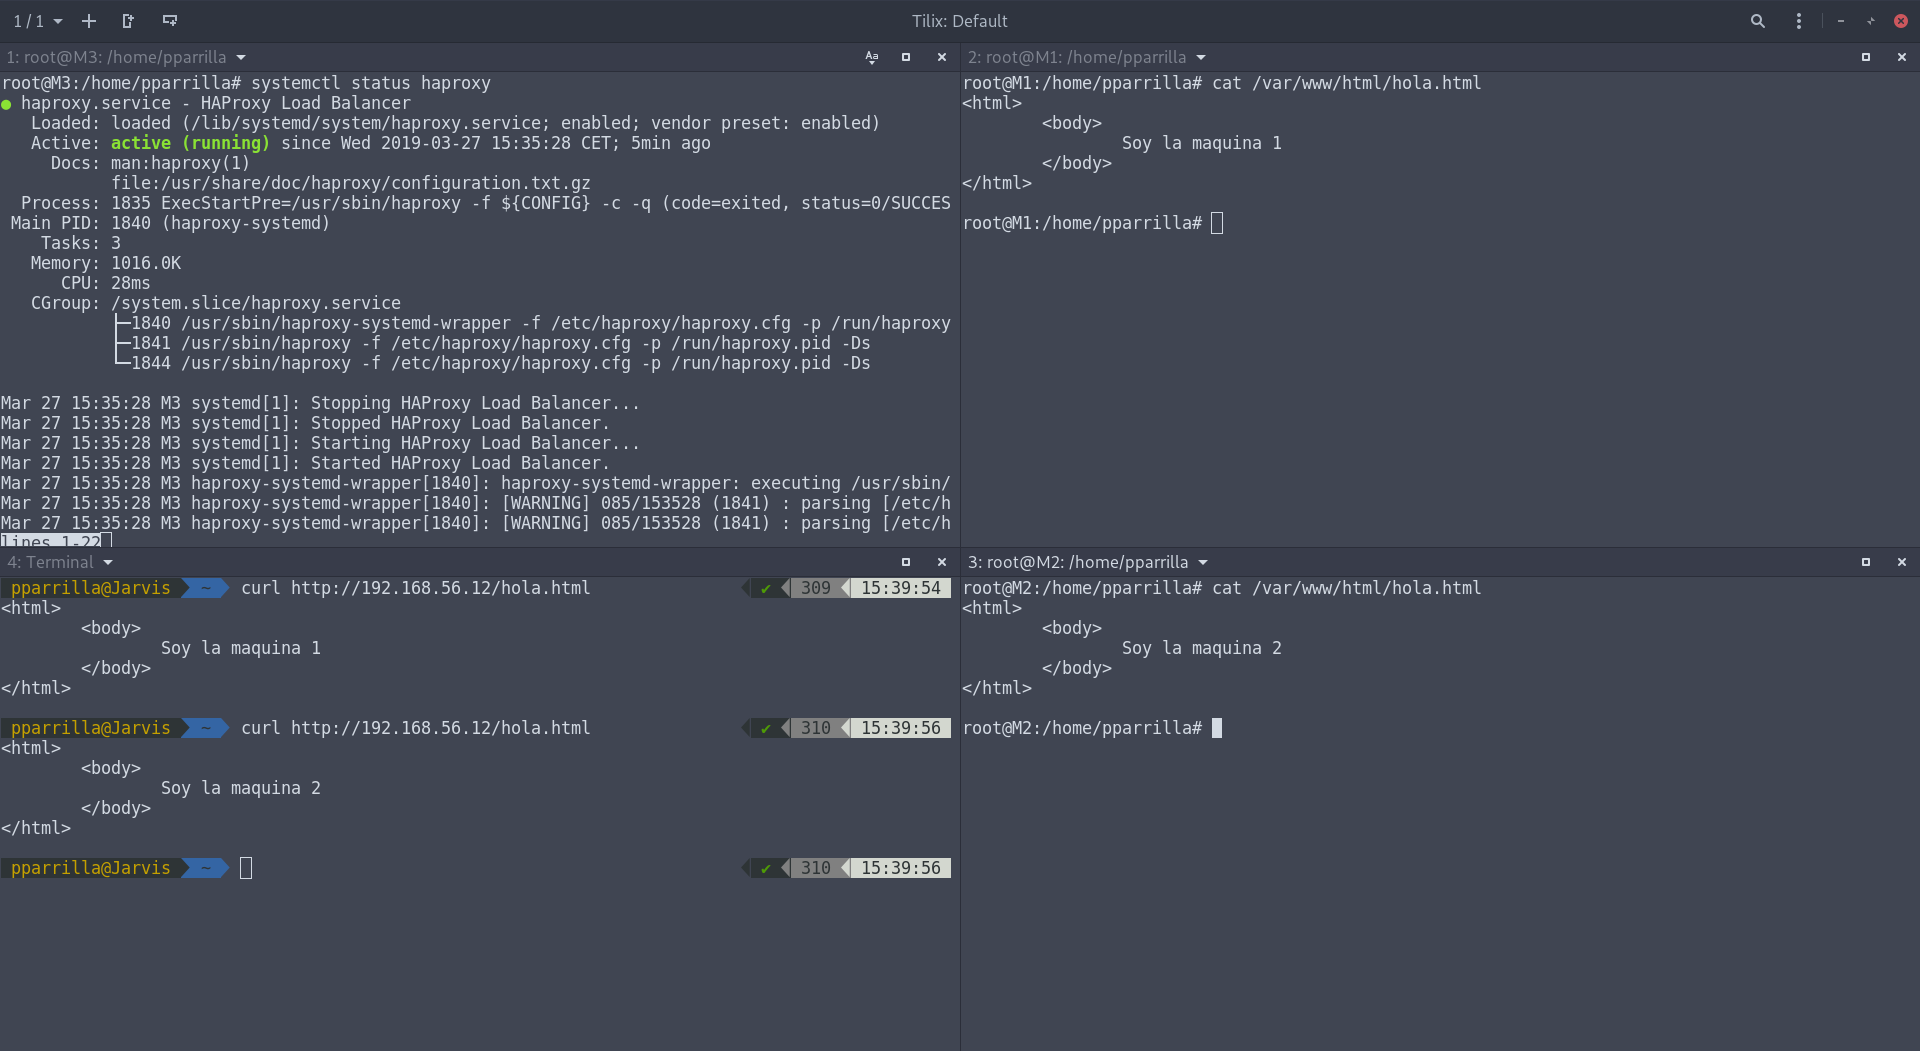 1 / 1
Tilix: Default
1: root@M3: /home/pparrilla
root@M3:/home/pparrilla# systemctl status haproxy
● haproxy.service - HAProxy Load Balancer
   Loaded: loaded (/lib/systemd/system/haproxy.service; enabled; vendor preset: enabled)
   Active: active (running) since Wed 2019-03-27 15:35:28 CET; 5min ago
     Docs: man:haproxy(1)
           file:/usr/share/doc/haproxy/configuration.txt.gz
  Process: 1835 ExecStartPre=/usr/sbin/haproxy -f ${CONFIG} -c -q (code=exited, status=0/SUCCES
 Main PID: 1840 (haproxy-systemd)
    Tasks: 3
   Memory: 1016.0K
      CPU: 28ms
   CGroup: /system.slice/haproxy.service
           ├─1840 /usr/sbin/haproxy-systemd-wrapper -f /etc/haproxy/haproxy.cfg -p /run/haproxy
           ├─1841 /usr/sbin/haproxy -f /etc/haproxy/haproxy.cfg -p /run/haproxy.pid -Ds
           └─1844 /usr/sbin/haproxy -f /etc/haproxy/haproxy.cfg -p /run/haproxy.pid -Ds
Mar 27 15:35:28 M3 systemd[1]: Stopping HAProxy Load Balancer...
Mar 27 15:35:28 M3 systemd[1]: Stopped HAProxy Load Balancer.
Mar 27 15:35:28 M3 systemd[1]: Starting HAProxy Load Balancer...
Mar 27 15:35:28 M3 systemd[1]: Started HAProxy Load Balancer.
Mar 27 15:35:28 M3 haproxy-systemd-wrapper[1840]: haproxy-systemd-wrapper: executing /usr/sbin/
Mar 27 15:35:28 M3 haproxy-systemd-wrapper[1840]: [WARNING] 085/153528 (1841) : parsing [/etc/h
Mar 27 15:35:28 M3 haproxy-systemd-wrapper[1840]: [WARNING] 085/153528 (1841) : parsing [/etc/h
lines 1-22
2: root@M1: /home/pparrilla
root@M1:/home/pparrilla# cat /var/www/html/hola.html
<html>
        <body>
                Soy la maquina 1
        </body>
</html>
root@M1:/home/pparrilla#
4: Terminal
pparrilla@Jarvis ~ curl http://192.168.56.12/hola.html ✔ 309 15:39:54
<html>
        <body>
                Soy la maquina 1
        </body>
</html>
pparrilla@Jarvis ~ curl http://192.168.56.12/hola.html ✔ 310 15:39:56
<html>
        <body>
                Soy la maquina 2
        </body>
</html>
pparrilla@Jarvis ~ ✔ 310 15:39:56
3: root@M2: /home/pparrilla
root@M2:/home/pparrilla# cat /var/www/html/hola.html
<html>
        <body>
                Soy la maquina 2
        </body>
</html>
root@M2:/home/pparrilla#